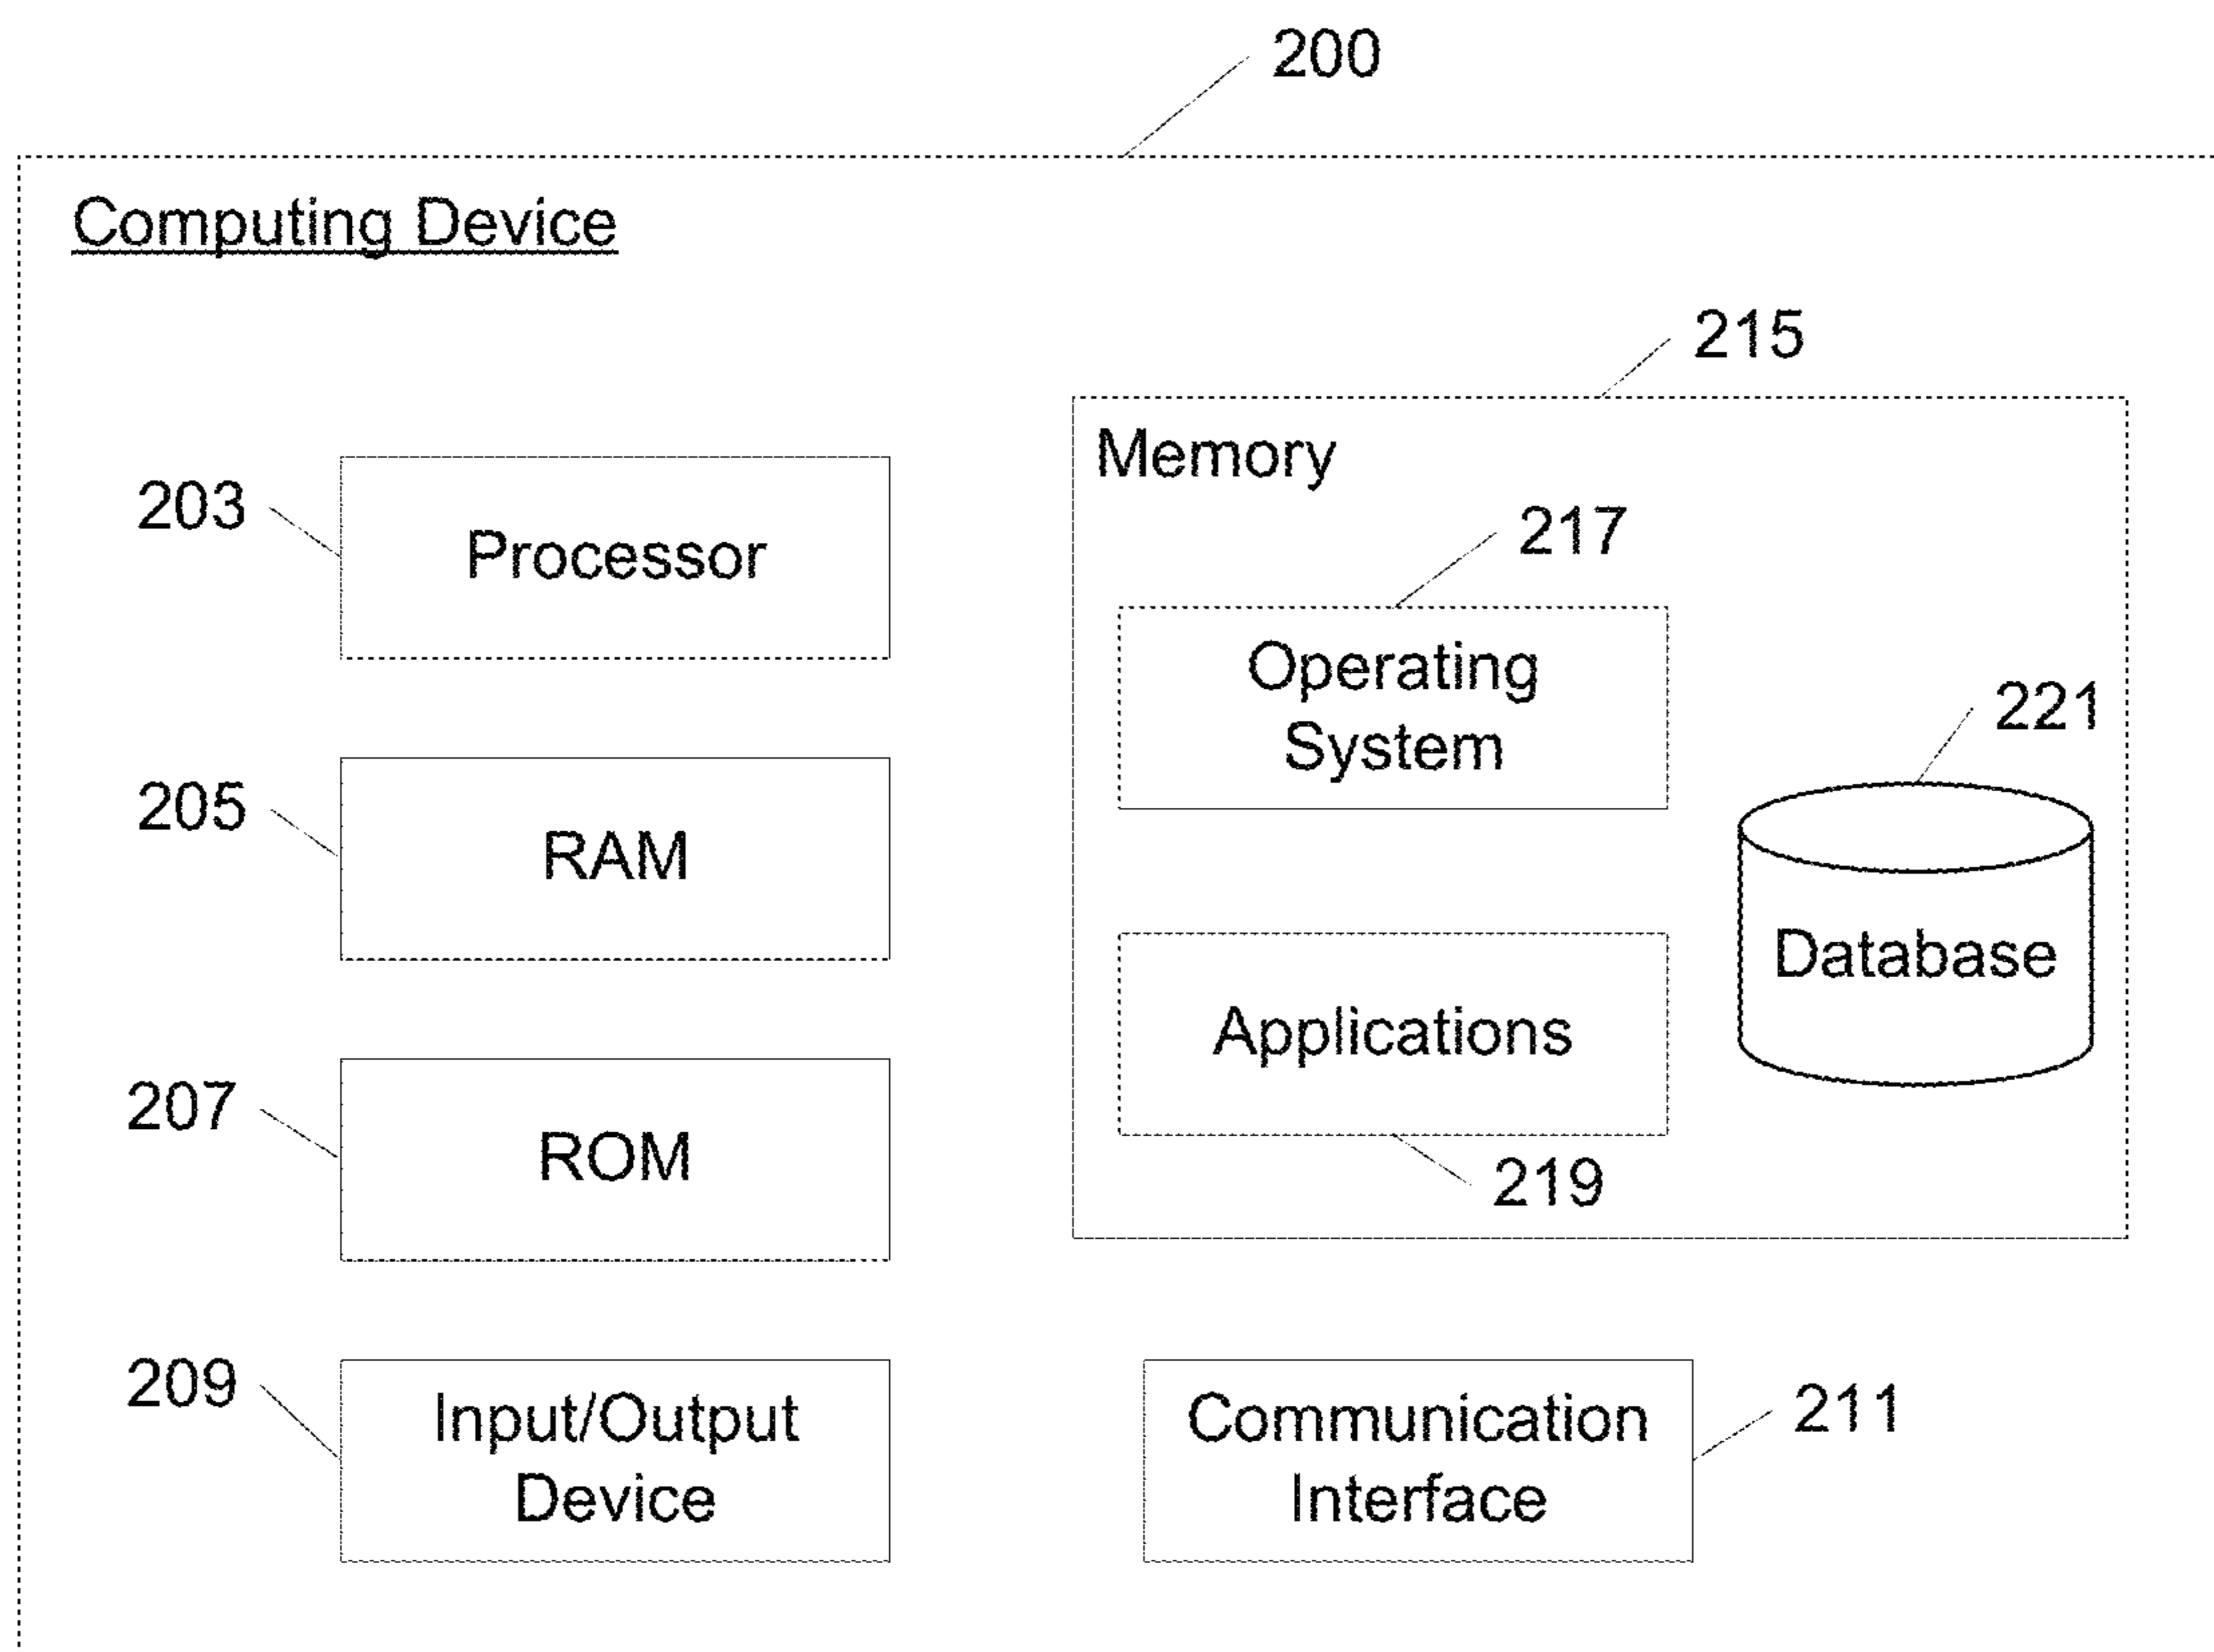 200
Computing Device
215
Memory
203
Processor
217
Operating
System
221
205
RAM
Database
Applications
207
ROM
219
209
Input/Output
Device
Communication
Interface
211